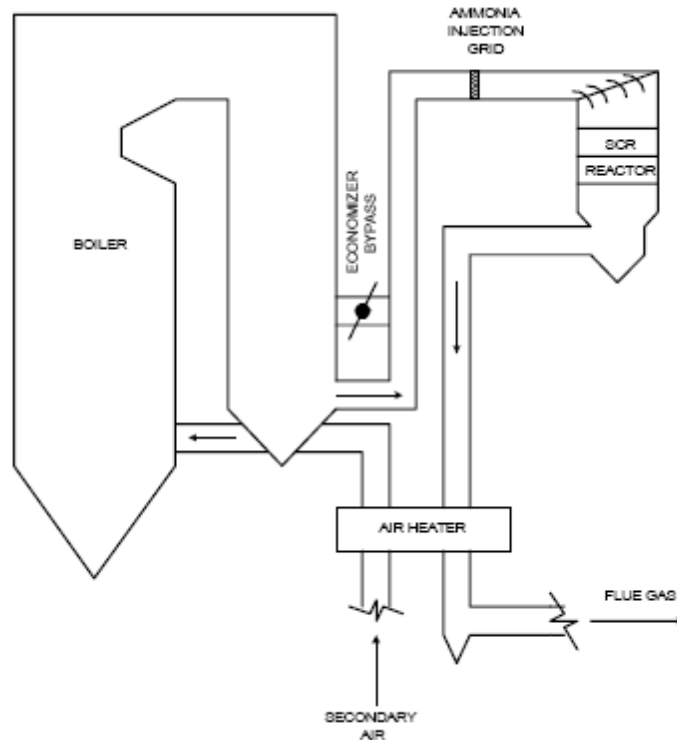 AMMONIA
INJECTION
GRID
SCR
REACTOR
ECONOMIZER
BYPASS
BOILER
AIR HEATER
FLUE GAS
SECONDARY
AIR